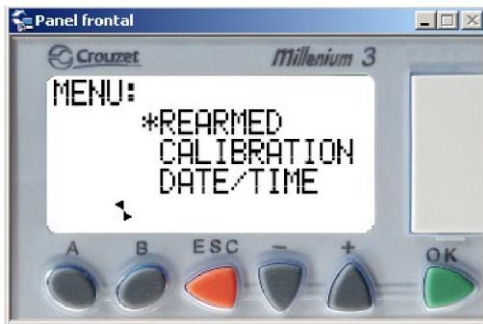 Panel frontal
Crouzet
Millenium 3
MENU:
*REARMED
CALIBRATION
DATE/TIME
A B ESC - + OK